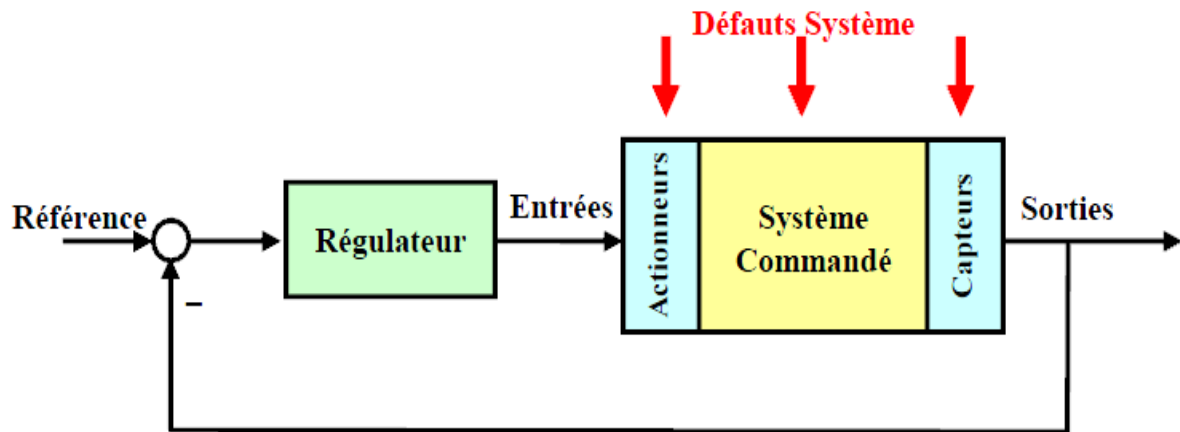 Défauts Système
Référence
Régulateur
Entrées
Actionneurs
Système
Commandé
Capteurs
Sorties
–